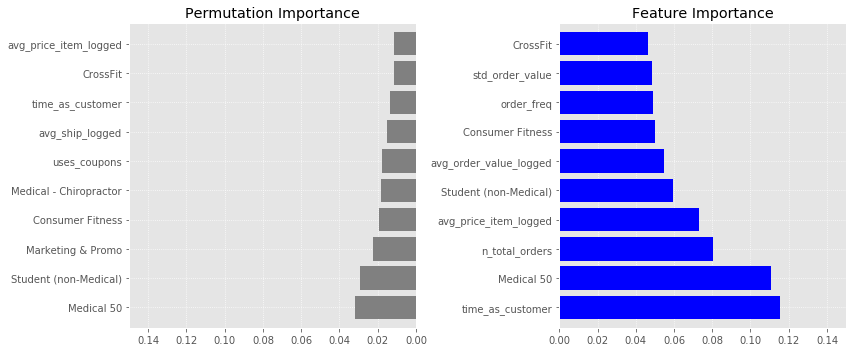 Permutation Importance
avg_price_item_logged
CrossFit
time_as_customer
avg_ship_logged
uses_coupons
Medical - Chiropractor
Consumer Fitness
Marketing & Promo
Student (non-Medical)
Medical 50
0.14 0.12 0.10 0.08 0.06 0.04 0.02 0.00
Feature Importance
CrossFit
std_order_value
order_freq
Consumer Fitness
avg_order_value_logged
Student (non-Medical)
avg_price_item_logged
n_total_orders
Medical 50
time_as_customer
0.00 0.02 0.04 0.06 0.08 0.10 0.12 0.14